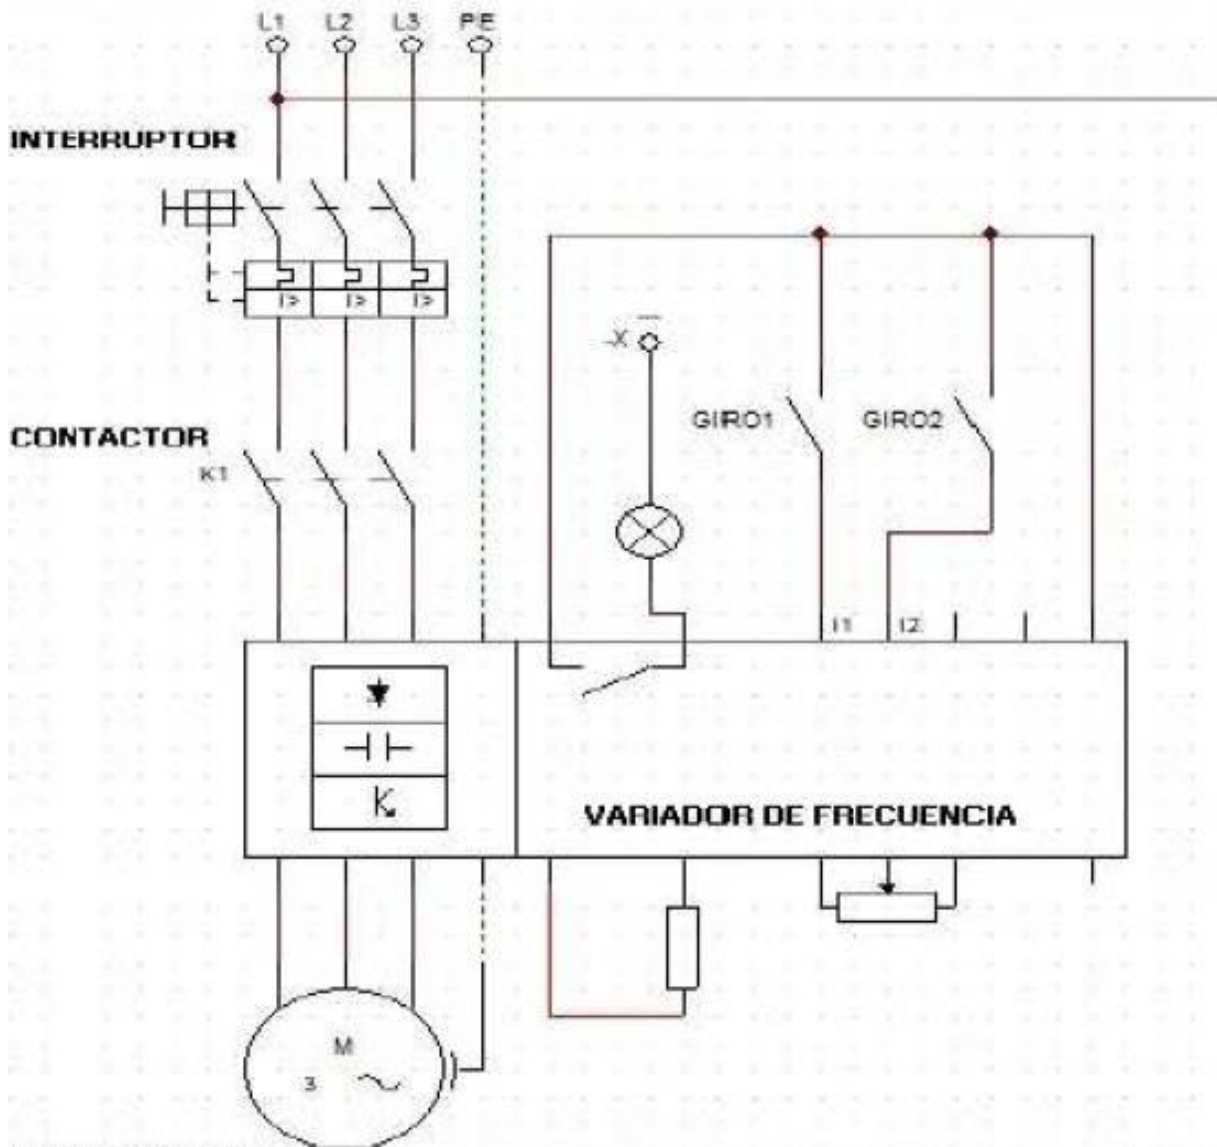 L1 L2 L3 PE
INTERRUPTOR
I> I> I>
X
GIRO1 GIRO2
CONTACTOR
K1
I1 I2
VARIADOR DE FRECUENCIA
M
3